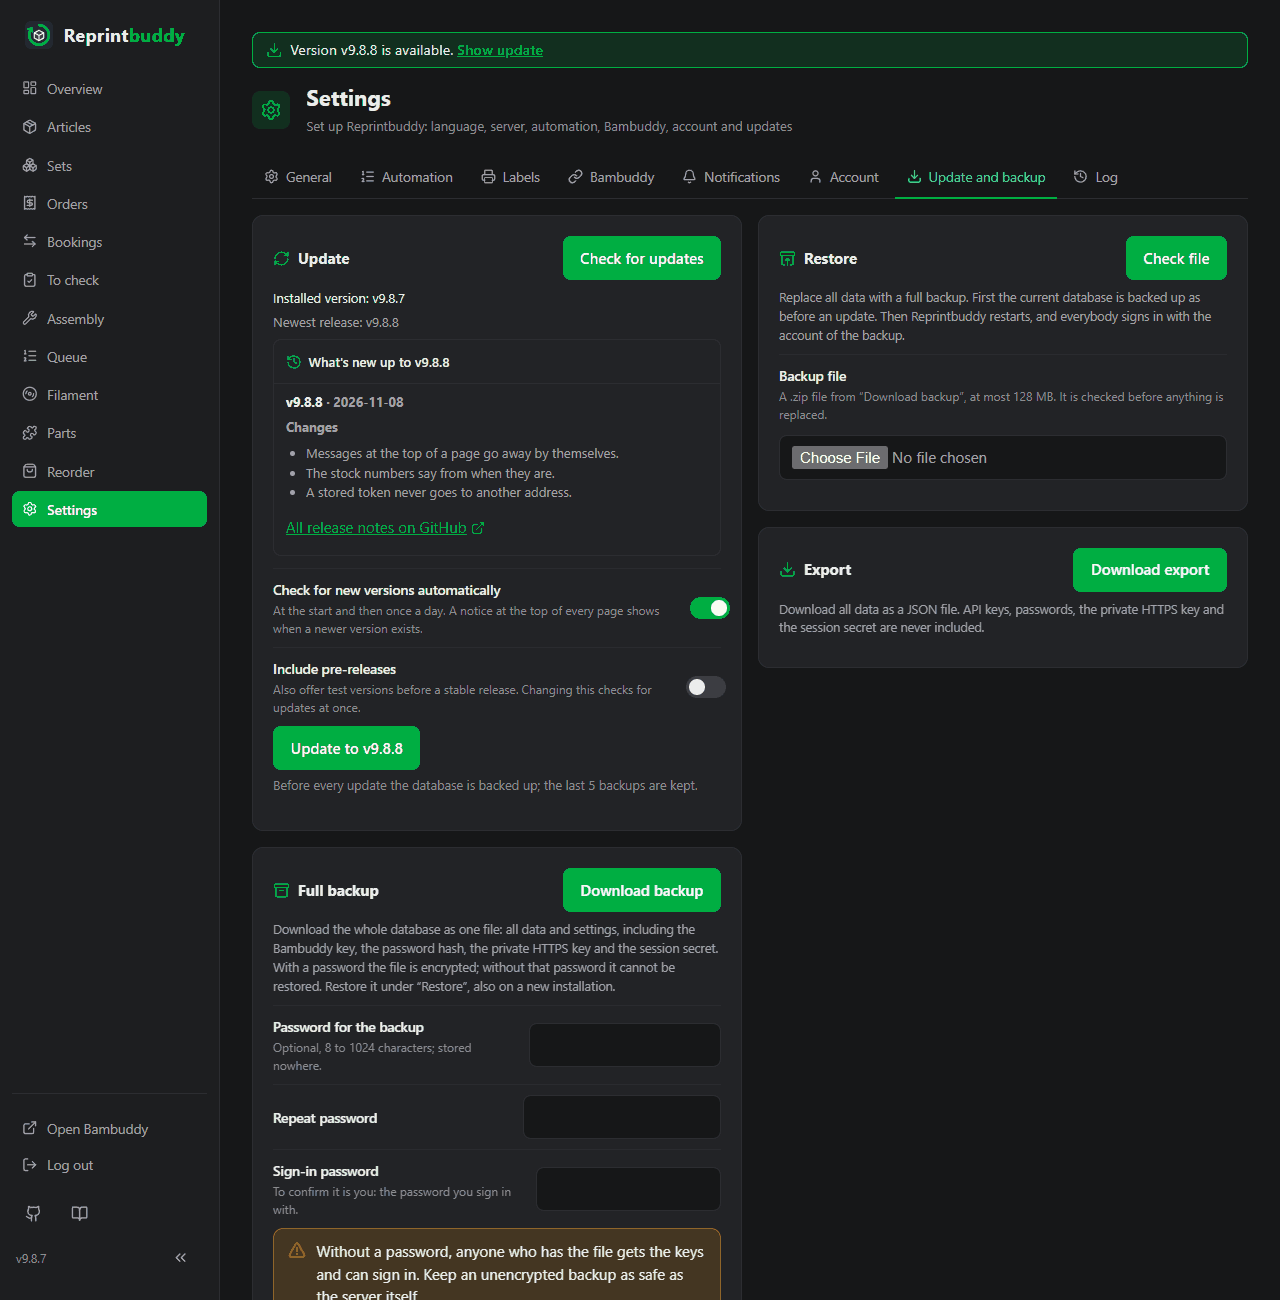 Reprintbuddy
Overview
Articles
Sets
Orders
Bookings
To check
Assembly
Queue
Filament
Parts
Reorder
Settings
Open Bambuddy
Log out
v9.8.7
Version v9.8.8 is available. Show update
Settings
Set up Reprintbuddy: language, server, automation, Bambuddy, account and updates
General
Automation
Labels
Bambuddy
Notifications
Account
Update and backup
Log
Update
Check for updates
Installed version: v9.8.7
Newest release: v9.8.8
What's new up to v9.8.8
v9.8.8 · 2026-11-08
Changes
Messages at the top of a page go away by themselves.
The stock numbers say from when they are.
A stored token never goes to another address.
All release notes on GitHub
Check for new versions automatically
At the start and then once a day. A notice at the top of every page shows
when a newer version exists.
Include pre-releases
Also offer test versions before a stable release. Changing this checks for
updates at once.
Update to v9.8.8
Before every update the database is backed up; the last 5 backups are kept.
Full backup
Download backup
Download the whole database as one file: all data and settings, including the
Bambuddy key, the password hash, the private HTTPS key and the session secret.
With a password the file is encrypted; without that password it cannot be
restored. Restore it under “Restore”, also on a new installation.
Password for the backup
Optional, 8 to 1024 characters; stored
nowhere.
Repeat password
Sign-in password
To confirm it is you: the password you sign in
with.
Without a password, anyone who has the file gets the keys
and can sign in. Keep an unencrypted backup as safe as
the server itself
Restore
Check file
Replace all data with a full backup. First the current database is backed up as
before an update. Then Reprintbuddy restarts, and everybody signs in with the
account of the backup.
Backup file
A .zip file from “Download backup”, at most 128 MB. It is checked before anything is
replaced.
Choose File No file chosen
Export
Download export
Download all data as a JSON file. API keys, passwords, the private HTTPS key and
the session secret are never included.